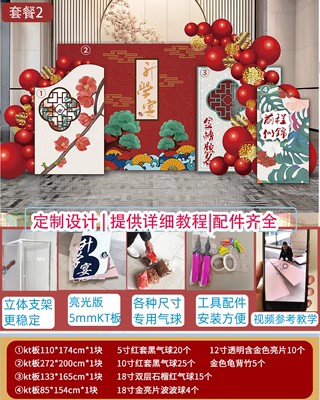 套餐2
②
升学宴
①
③
金榜题名
前程似锦
定制设计|提供详细教程|配件齐全
升学宴
立体支架
更稳定
亮光版
5mmKT板
各种尺寸
专用气球
工具配件
安装方便
视频参考教学
①kt板110*174cm*1块 5寸红套黑气球20个 12寸透明含金色亮片10个
②kt板272*200cm*1块 10寸红套黑气球25个 金色龟背竹5个
③kt板133*165cm*1块 18寸双层石榴红气球15个
④kt板85*154cm*1块 18寸金亮片波波球4个